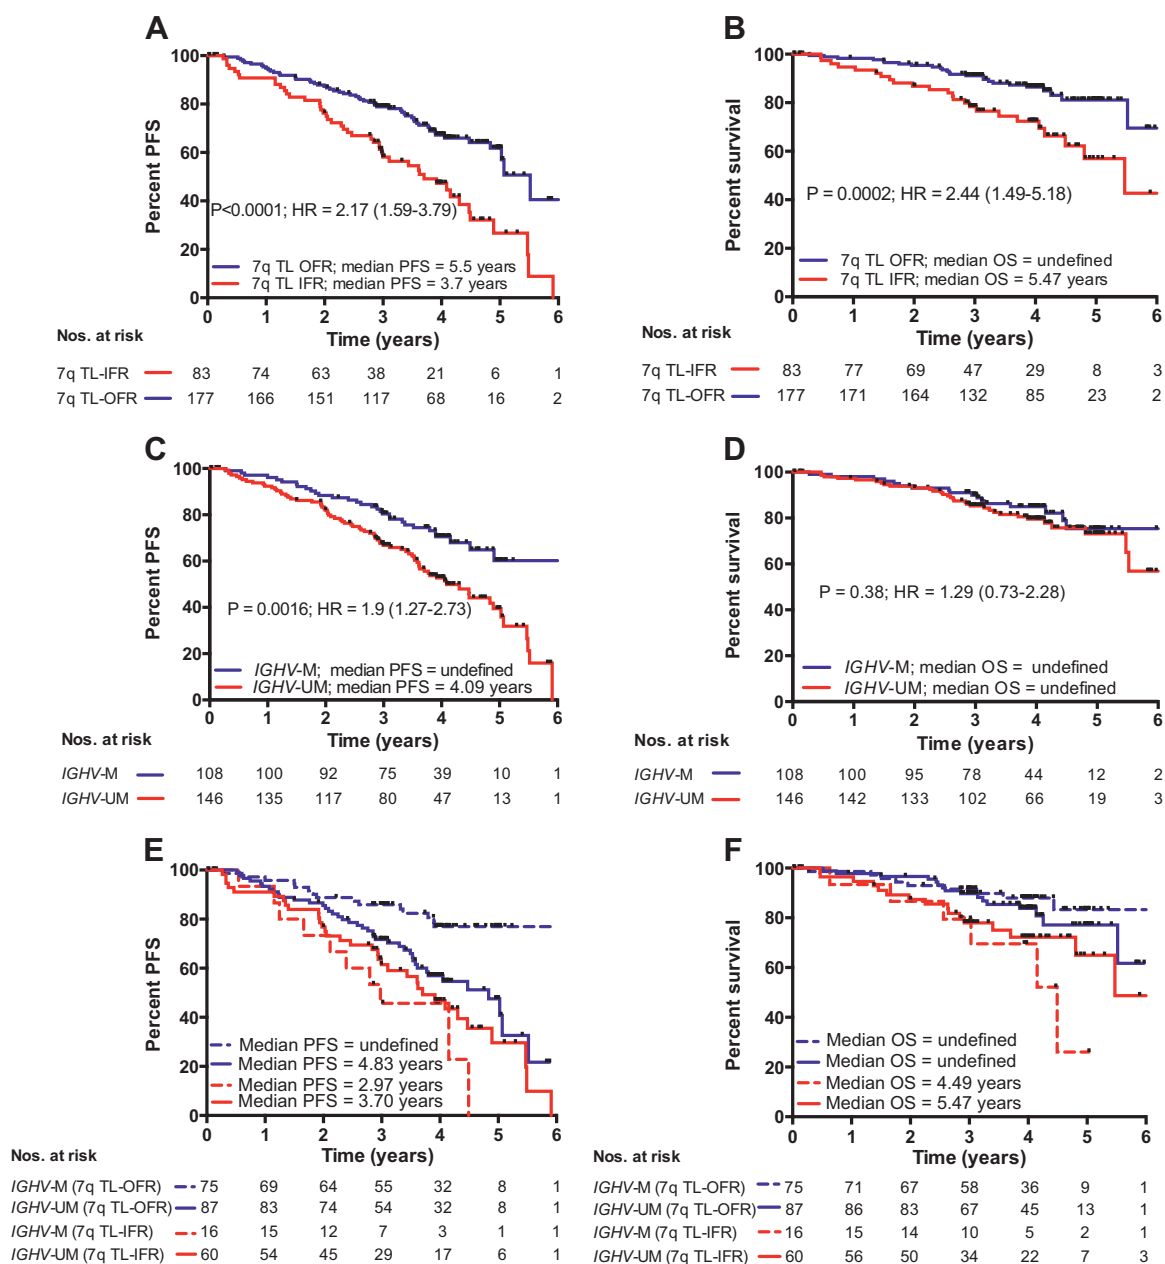 A
Percent PFS
100
80
60
40
20
0
P<0.0001; HR = 2.17 (1.59-3.79)
7q TL OFR; median PFS = 5.5 years
7q TL IFR; median PFS = 3.7 years
0 1 2 3 4 5 6
Time (years)
Nos. at risk
7q TL-IFR 83 74 63 38 21 6 1
7q TL-OFR 177 166 151 117 68 16 2
B
Percent survival
100
80
60
40
20
0
P = 0.0002; HR = 2.44 (1.49-5.18)
7q TL OFR; median OS = undefined
7q TL IFR; median OS = 5.47 years
0 1 2 3 4 5 6
Time (years)
Nos. at risk
7q TL-IFR 83 77 69 47 29 8 3
7q TL-OFR 177 171 164 132 85 23 2
C
Percent PFS
100
80
60
40
20
0
P = 0.0016; HR = 1.9 (1.27-2.73)
IGHV-M; median PFS = undefined
IGHV-UM; median PFS = 4.09 years
0 1 2 3 4 5 6
Time (years)
Nos. at risk
IGHV-M 108 100 92 75 39 10 1
IGHV-UM 146 135 117 80 47 13 1
D
Percent survival
100
80
60
40
20
0
P = 0.38; HR = 1.29 (0.73-2.28)
IGHV-M; median OS = undefined
IGHV-UM; median OS = undefined
0 1 2 3 4 5 6
Time (years)
Nos. at risk
IGHV-M 108 100 95 78 44 12 2
IGHV-UM 146 142 133 102 66 19 3
E
Percent PFS
100
80
60
40
20
0
Median PFS = undefined
Median PFS = 4.83 years
Median PFS = 2.97 years
Median PFS = 3.70 years
0 1 2 3 4 5 6
Time (years)
Nos. at risk
IGHV-M (7q TL-OFR) 75 69 64 55 32 8 1
IGHV-UM (7q TL-OFR) 87 83 74 54 32 8 1
IGHV-M (7q TL-IFR) 16 15 12 7 3 1 1
IGHV-UM (7q TL-IFR) 60 54 45 29 17 6 1
F
Percent survival
100
80
60
40
20
0
Median OS = undefined
Median OS = undefined
Median OS = 4.49 years
Median OS = 5.47 years
0 1 2 3 4 5 6
Time (years)
Nos. at risk
IGHV-M (7q TL-OFR) 75 71 67 58 36 9 1
IGHV-UM (7q TL-OFR) 87 86 83 67 45 13 1
IGHV-M (7q TL-IFR) 16 15 14 10 5 2 1
IGHV-UM (7q TL-IFR) 60 56 50 34 22 7 3